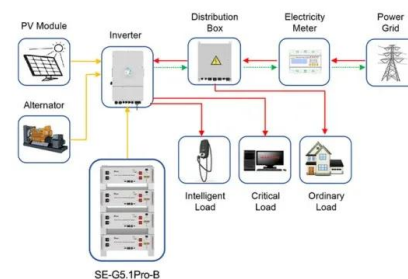 PV Module
Inverter
Distribution
Box
Electricity
Meter
Power
Grid
Alternator
Intelligent
Load
Critical
Load
Ordinary
Load
SE-G5.1Pro-B